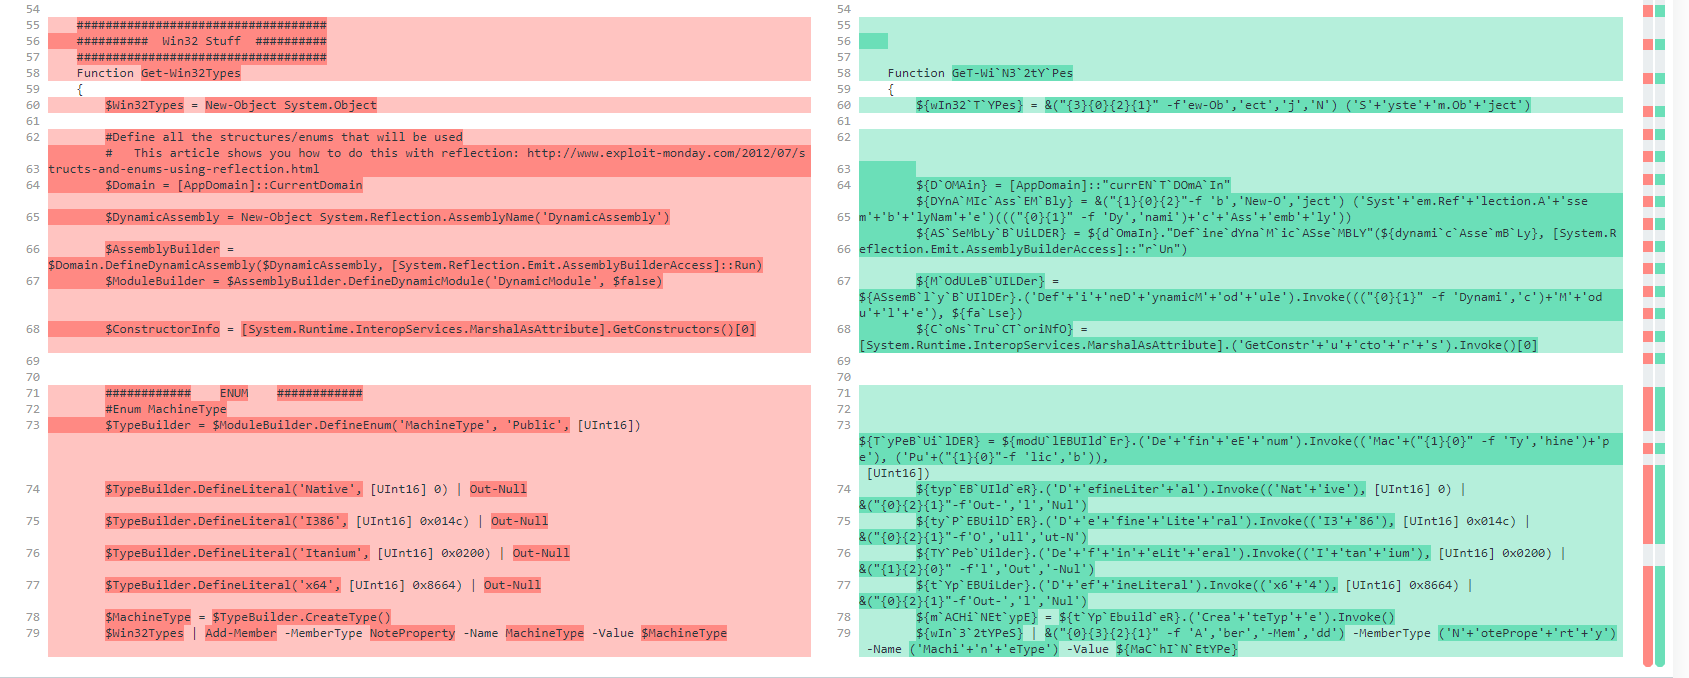 54
55 ###################################
56 ##########  Win32 Stuff  ##########
57 ###################################
58 Function Get-Win32Types
59 {
60 $Win32Types = New-Object System.Object
61
62 #Define all the structures/enums that will be used
#   This article shows you how to do this with reflection: http://www.exploit-monday.com/2012/07/s
63 tructs-and-enums-using-reflection.html
64 $Domain = [AppDomain]::CurrentDomain
65 $DynamicAssembly = New-Object System.Reflection.AssemblyName('DynamicAssembly')
66 $AssemblyBuilder =
$Domain.DefineDynamicAssembly($DynamicAssembly, [System.Reflection.Emit.AssemblyBuilderAccess]::Run)
67 $ModuleBuilder = $AssemblyBuilder.DefineDynamicModule('DynamicModule', $false)
68 $ConstructorInfo = [System.Runtime.InteropServices.MarshalAsAttribute].GetConstructors()[0]
69
70
71 ############    ENUM    ############
72 #Enum MachineType
73 $TypeBuilder = $ModuleBuilder.DefineEnum('MachineType', 'Public', [UInt16])
74 $TypeBuilder.DefineLiteral('Native', [UInt16] 0) | Out-Null
75 $TypeBuilder.DefineLiteral('I386', [UInt16] 0x014c) | Out-Null
76 $TypeBuilder.DefineLiteral('Itanium', [UInt16] 0x0200) | Out-Null
77 $TypeBuilder.DefineLiteral('x64', [UInt16] 0x8664) | Out-Null
78 $MachineType = $TypeBuilder.CreateType()
79 $Win32Types | Add-Member -MemberType NoteProperty -Name MachineType -Value $MachineType
54
55
56
57
58 Function GeT-Wi`N3`2tY`Pes
59 {
60 ${wIn32`T`YPes} = &("{3}{0}{2}{1}" -f'ew-Ob','ect','j','N') ('S'+'yste'+'m.Ob'+'ject')
61
62
63
64 ${D`OMAin} = [AppDomain]::"currEN`T`DOmA`In"
${DYnA`MIc`Ass`EM`Bly} = &("{1}{0}{2}"-f 'b','New-O','ject') ('Syst'+'em.Ref'+'lection.A'+'sse
65 m'+'b'+'lyNam'+'e')((("{0}{1}" -f 'Dy','nami')+'c'+'Ass'+'emb'+'ly'))
${AS`SeMbLy`B`UiLDER} = ${d`OmaIn}."Def`ine`dYna`M`ic`ASse`MBLY"(${dynami`c`Asse`mB`Ly}, [System.R
66 eflection.Emit.AssemblyBuilderAccess]::"r`Un")
67 ${M`OdULeB`UILDer} =
${ASsemB`l`y`B`UIlDEr}.('Def'+'i'+'neD'+'ynamicM'+'od'+'ule').Invoke((("{0}{1}" -f 'Dynami','c')+'M'+'od
u'+'l'+'e'), ${fa`Lse})
68 ${C`oNs`Tru`CT`oriNfO} =
[System.Runtime.InteropServices.MarshalAsAttribute].('GetConstr'+'u'+'cto'+'r'+'s').Invoke()[0]
69
70
71
72
73
${T`yPeB`Ui`lDER} = ${modU`lEBUIld`Er}.('De'+'fin'+'eE'+'num').Invoke(('Mac'+("{1}{0}" -f 'Ty','hine')+'p
e'), ('Pu'+("{1}{0}"-f 'lic','b')),
[UInt16])
74 ${typ`EB`UIld`eR}.('D'+'efineLiter'+'al').Invoke(('Nat'+'ive'), [UInt16] 0) |
&("{0}{2}{1}"-f'Out-','l','Nul')
75 ${ty`P`EBUilD`ER}.('D'+'e'+'fine'+'Lite'+'ral').Invoke(('I3'+'86'), [UInt16] 0x014c) |
&("{0}{2}{1}"-f'O','ull','ut-N')
76 ${TY`Peb`Uilder}.('De'+'f'+'in'+'eLit'+'eral').Invoke(('I'+'tan'+'ium'), [UInt16] 0x0200) |
&("{1}{2}{0}" -f'l','Out','-Nul')
77 ${t`Yp`EBUiLder}.('D'+'ef'+'ineLiteral').Invoke(('x6'+'4'), [UInt16] 0x8664) |
&("{0}{2}{1}"-f'Out-','l','Nul')
78 ${m`ACHi`NEt`ypE} = ${t`Yp`Ebuild`eR}.('Crea'+'teTyp'+'e').Invoke()
79 ${wIn`3`2tYPeS} | &("{0}{3}{2}{1}" -f 'A','ber','-Mem','dd') -MemberType ('N'+'otePrope'+'rt'+'y')
-Name ('Machi'+'n'+'eType') -Value ${MaC`hI`N`EtYPe}